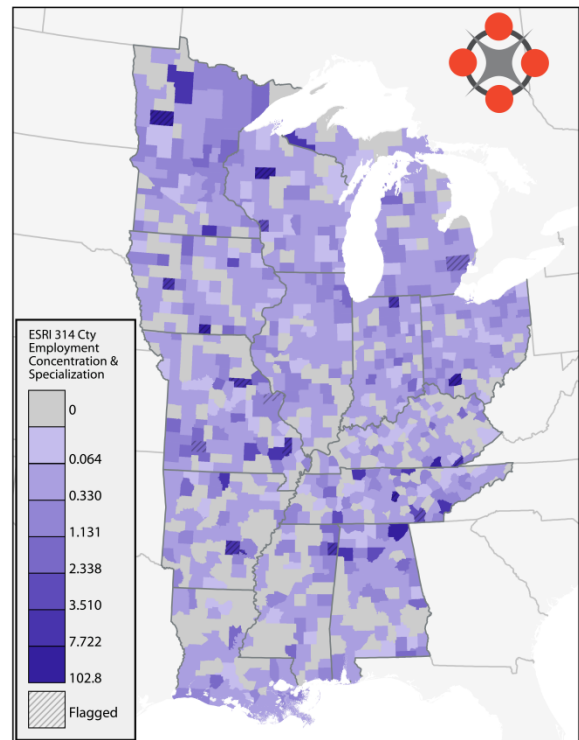 ESRI 314 Cty
Employment
Concentration &
Specialization
0
0.064
0.330
1.131
2.338
3.510
7.722
102.8
Flagged